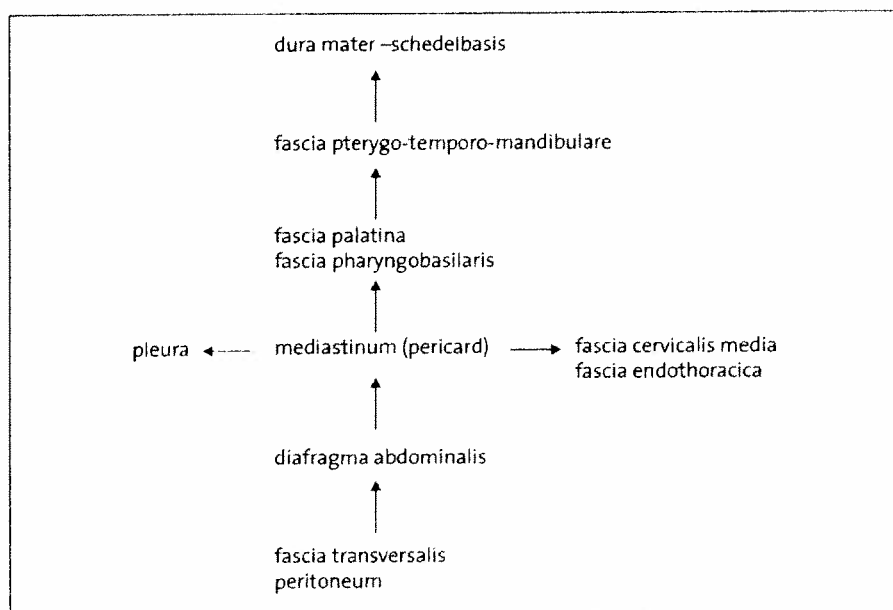 dura mater –schedelbasis
fascia pterygo-temporo-mandibulare
fascia palatina
fascia pharyngobasilaris
pleura
mediastinum (pericard)
fascia cervicalis media
fascia endothoracica
diafragma abdominalis
fascia transversalis
peritoneum